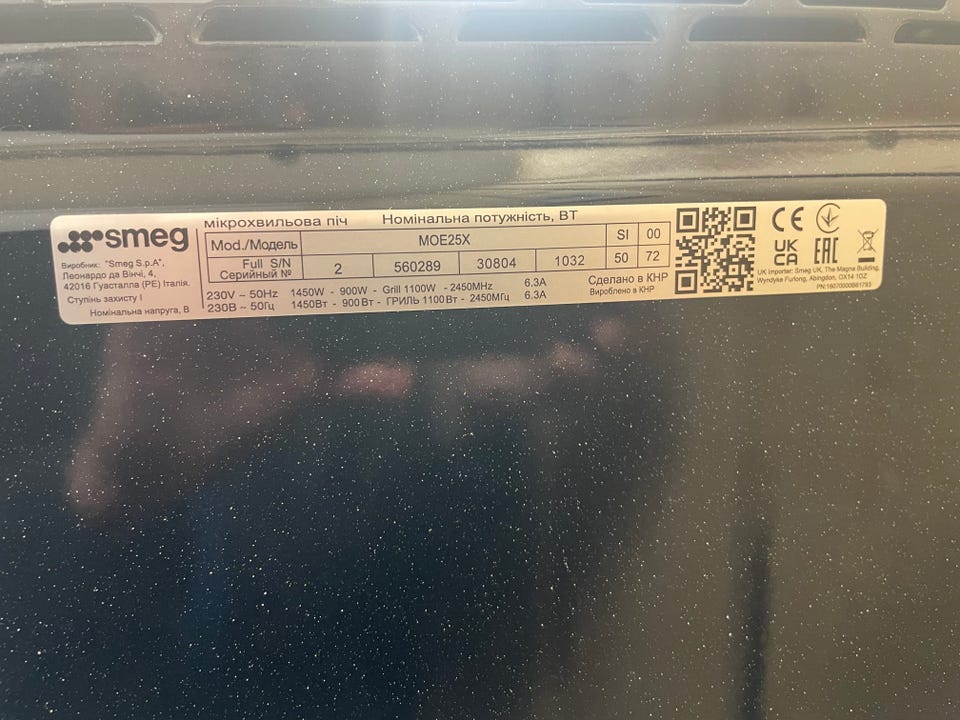 smeg
Виробник: "Smeg S.p.A",
Леонардо да Вінчі, 4,
42016 Гуасталла (РЕ) Італія.
Ступінь захисту I
Номінальна напруга, В
мікрохвильова піч Номінальна потужність, ВТ
Mod./Модель MOE25X SI 00
Full S/N
Серийный № 2 560289 30804 1032 50 72
230V ~ 50Hz 1450W - 900W - Grill 1100W - 2450MHz 6.3A Сделано в КНР
230В ~ 50Гц 1450Вт - 900Вт - ГРИЛЬ 1100Вт - 2450МГц 6.3A Вироблено в КНР
CE
UK
CA
EAC
UK Importer: Smeg UK, The Magna Building,
Wyndyke Furlong, Abingdon, OX14 1DZ